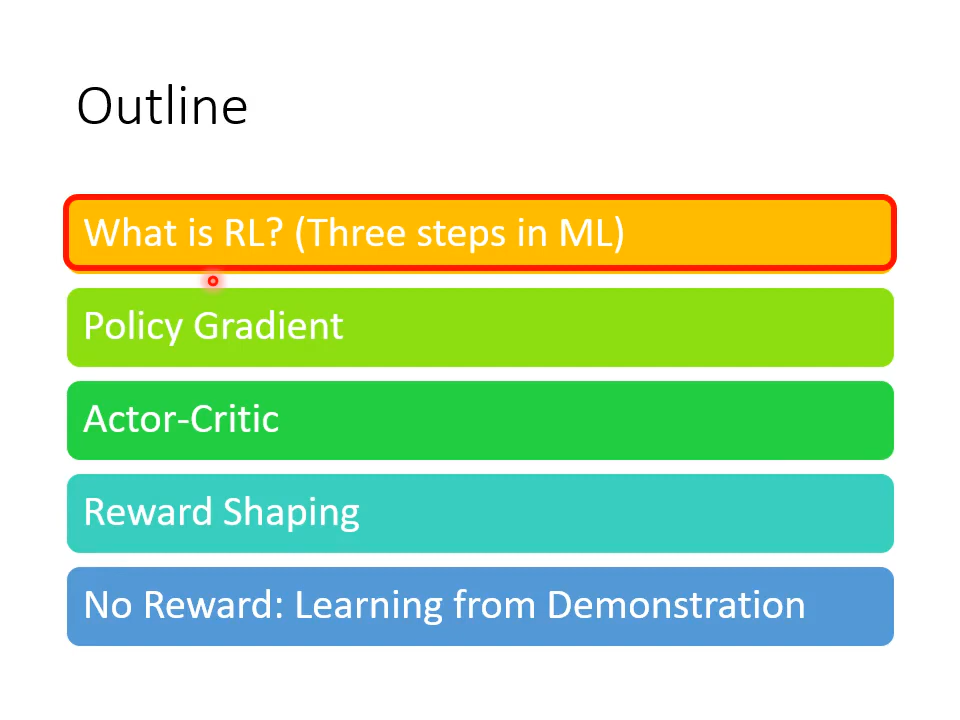 Outline
What is RL? (Three steps in ML)
Policy Gradient
Actor-Critic
Reward Shaping
No Reward: Learning from Demonstration